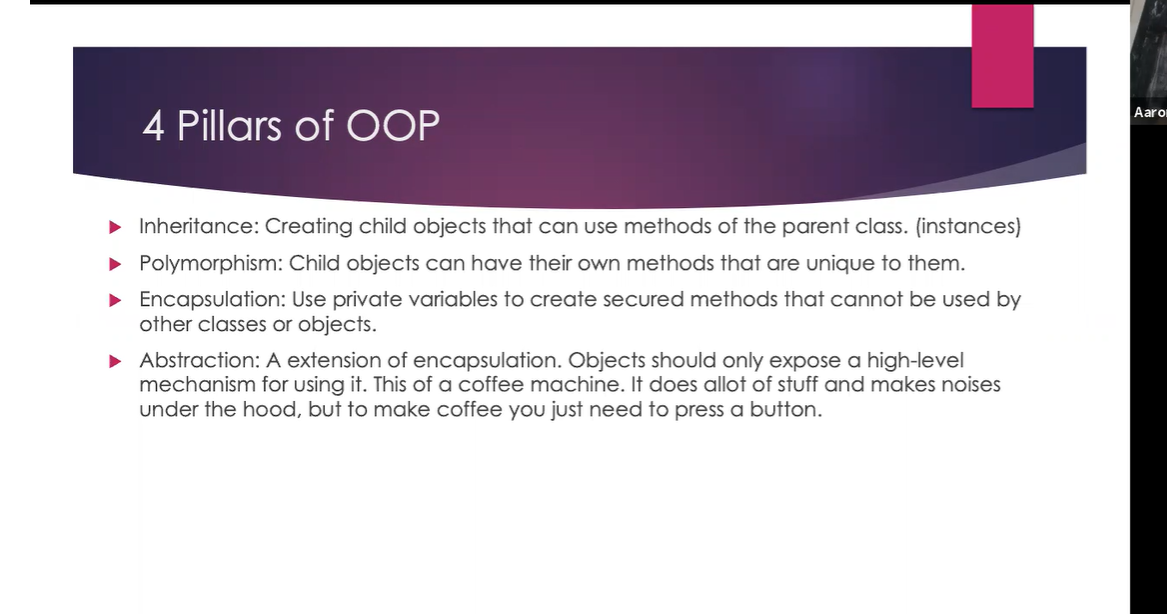 4 Pillars of OOP
Inheritance: Creating child objects that can use methods of the parent class. (instances)
Polymorphism: Child objects can have their own methods that are unique to them.
Encapsulation: Use private variables to create secured methods that cannot be used by
other classes or objects.
Abstraction: A extension of encapsulation. Objects should only expose a high-level
mechanism for using it. This of a coffee machine. It does allot of stuff and makes noises
under the hood, but to make coffee you just need to press a button.